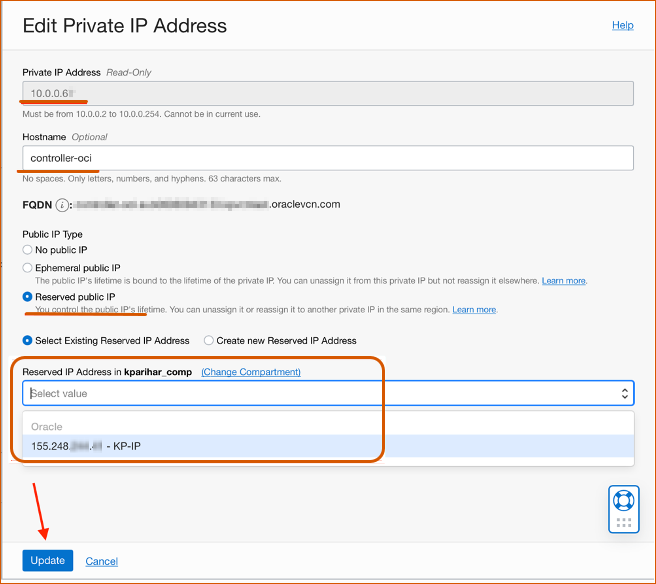 Edit Private IP Address
Help
Private IP Address Read-Only
10.0.0.6
Must be from 10.0.0.2 to 10.0.0.254. Cannot be in current use.
Hostname Optional
controller-oci
No spaces. Only letters, numbers, and hyphens. 63 characters max.
FQDN i: .oraclevcn.com
Public IP Type
No public IP
Ephemeral public IP
The public IP's lifetime is bound to the lifetime of the private IP. You can unassign it from this private IP but not reassign it elsewhere. Learn more.
Reserved public IP
You control the public IP's lifetime. You can unassign it or reassign it to another private IP in the same region. Learn more.
Select Existing Reserved IP Address Create new Reserved IP Address
Reserved IP Address in kparihar_comp (Change Compartment)
Select value
Oracle
155.248. - KP-IP
Update Cancel